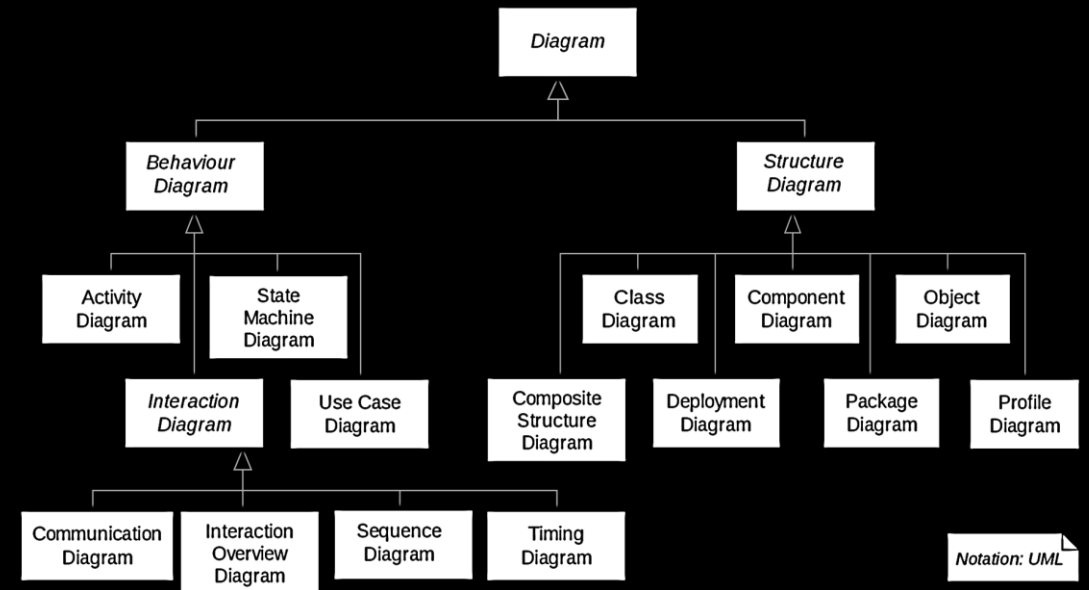 Diagram
Behaviour
Diagram
Structure
Diagram
Activity
Diagram
State
Machine
Diagram
Class
Diagram
Component
Diagram
Object
Diagram
Interaction
Diagram
Use Case
Diagram
Composite
Structure
Diagram
Deployment
Diagram
Package
Diagram
Profile
Diagram
Communication
Diagram
Interaction
Overview
Diagram
Sequence
Diagram
Timing
Diagram
Notation: UML